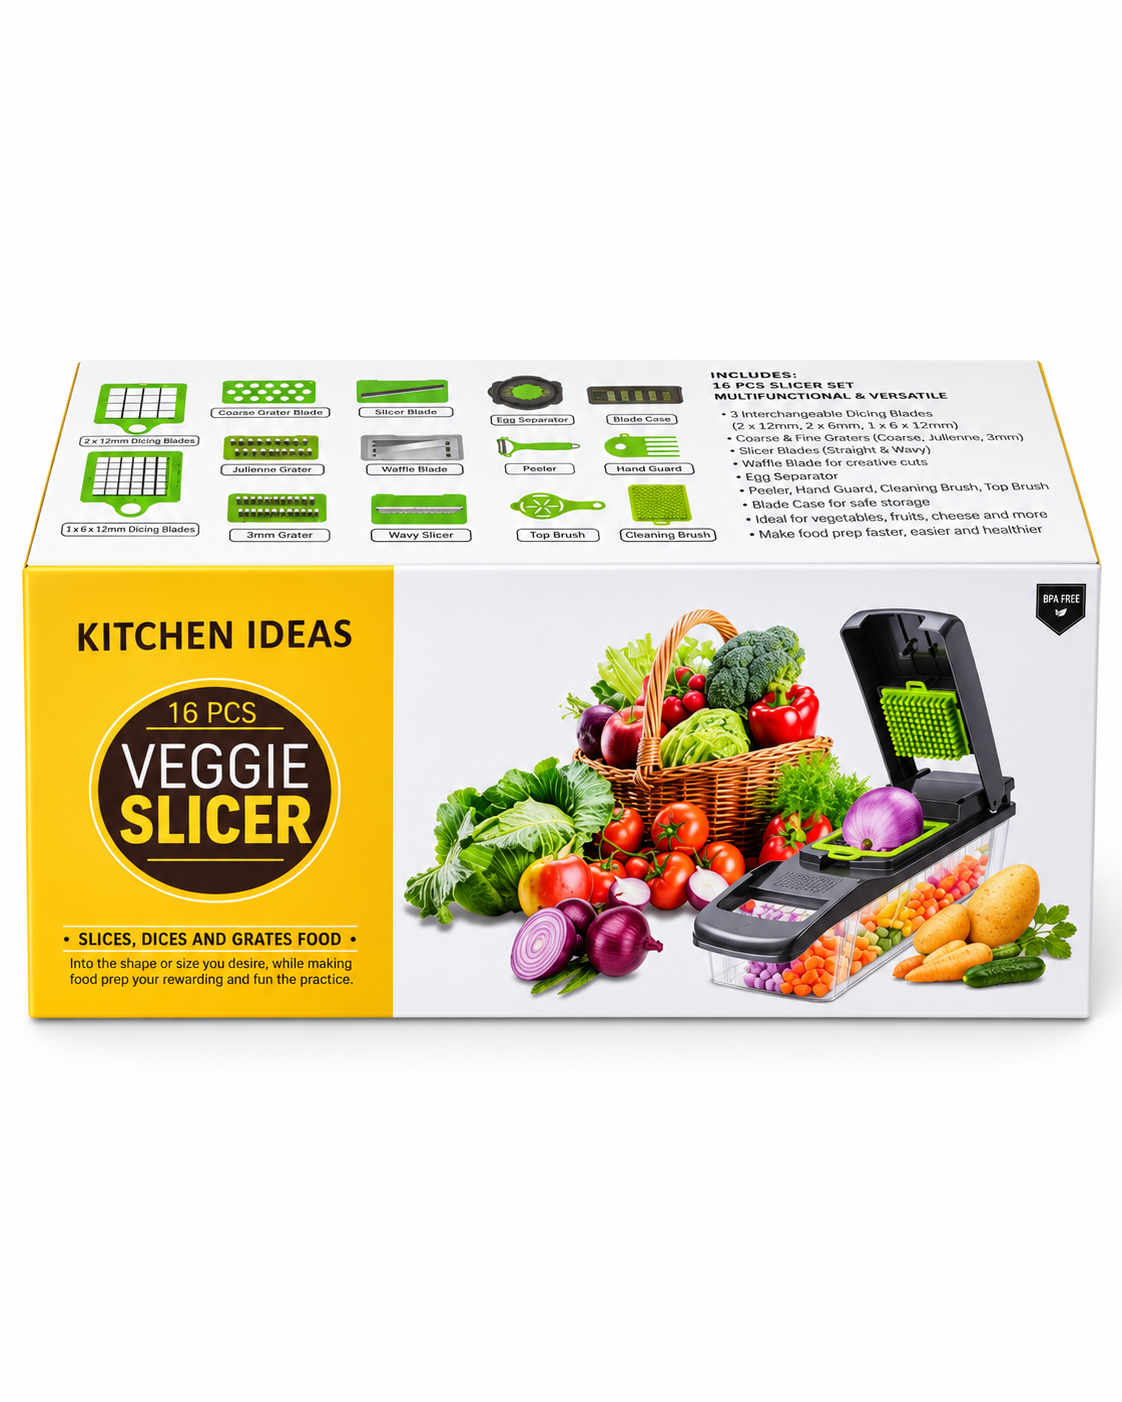 2 x 12mm Dicing Blades
Coarse Grater Blade
Slicer Blade
Egg Separator
Blade Case
Julienne Grater
Waffle Blade
Peeler
Hand Guard
1 x 6 x 12mm Dicing Blades
3mm Grater
Wavy Slicer
Top Brush
Cleaning Brush
INCLUDES:
16 PCS SLICER SET
MULTIFUNCTIONAL & VERSATILE
• 3 Interchangeable Dicing Blades
(2 x 12mm, 2 x 6mm, 1 x 6 x 12mm)
• Coarse & Fine Graters (Coarse, Julienne, 3mm)
• Slicer Blades (Straight & Wavy)
• Waffle Blade for creative cuts
• Egg Separator
• Peeler, Hand Guard, Cleaning Brush, Top Brush
• Blade Case for safe storage
• Ideal for vegetables, fruits, cheese and more
• Make food prep faster, easier and healthier
KITCHEN IDEAS
16 PCS
VEGGIE
SLICER
• SLICES, DICES AND GRATES FOOD •
Into the shape or size you desire, while making
food prep your rewarding and fun the practice.
BPA FREE